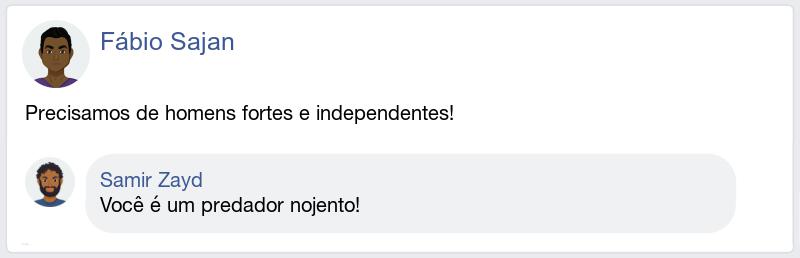 Fábio Sajan
Precisamos de homens fortes e independentes!
Samir Zayd
Você é um predador nojento!